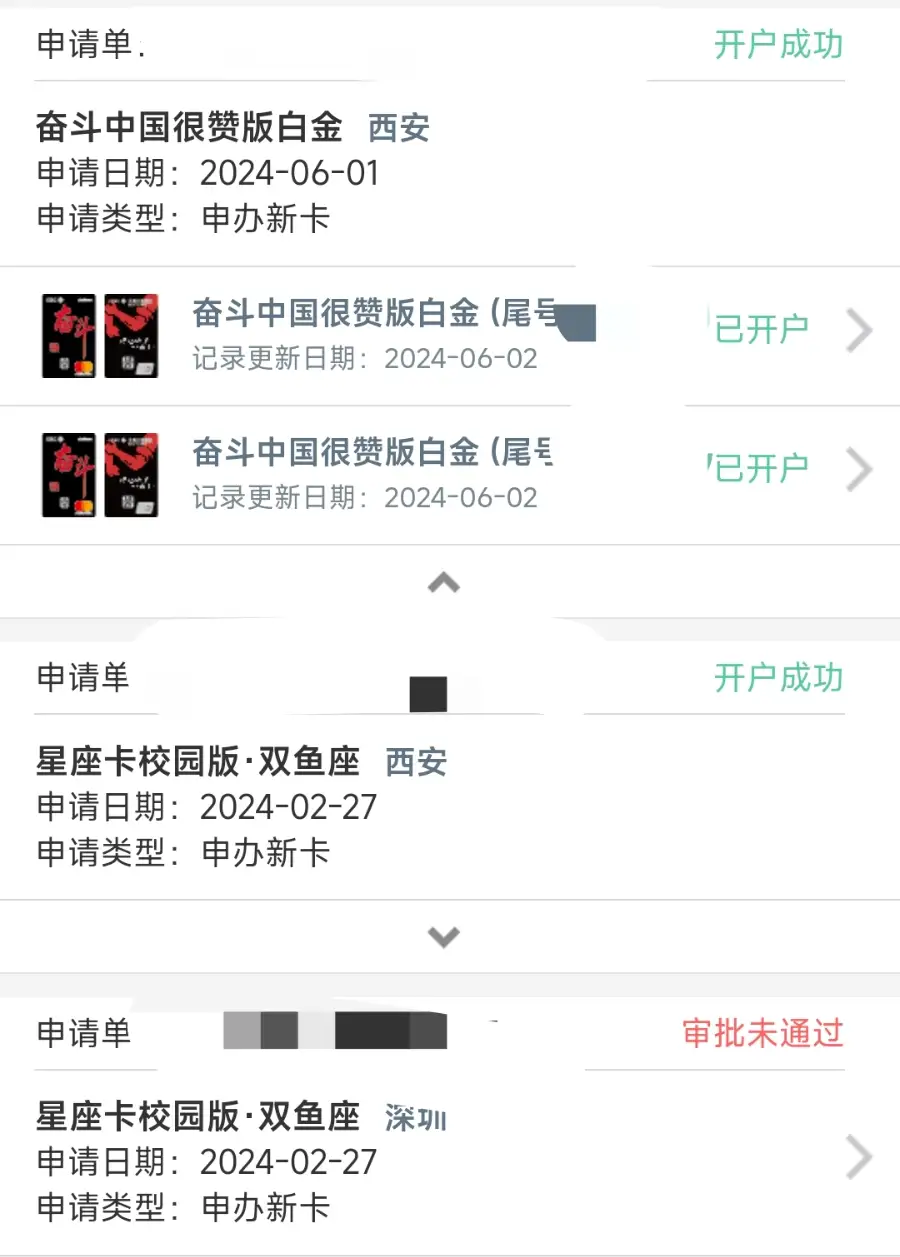 申请单.
开户成功
奋斗中国很赞版白金 西安
申请日期：2024-06-01
申请类型：申办新卡
奋斗
奋斗中国很赞版白金 (尾号
记录更新日期：2024-06-02
已开户
奋斗
奋斗中国很赞版白金 (尾号
记录更新日期：2024-06-02
已开户
申请单
开户成功
星座卡校园版·双鱼座 西安
申请日期：2024-02-27
申请类型：申办新卡
申请单
审批未通过
星座卡校园版·双鱼座 深圳
申请日期：2024-02-27
申请类型：申办新卡